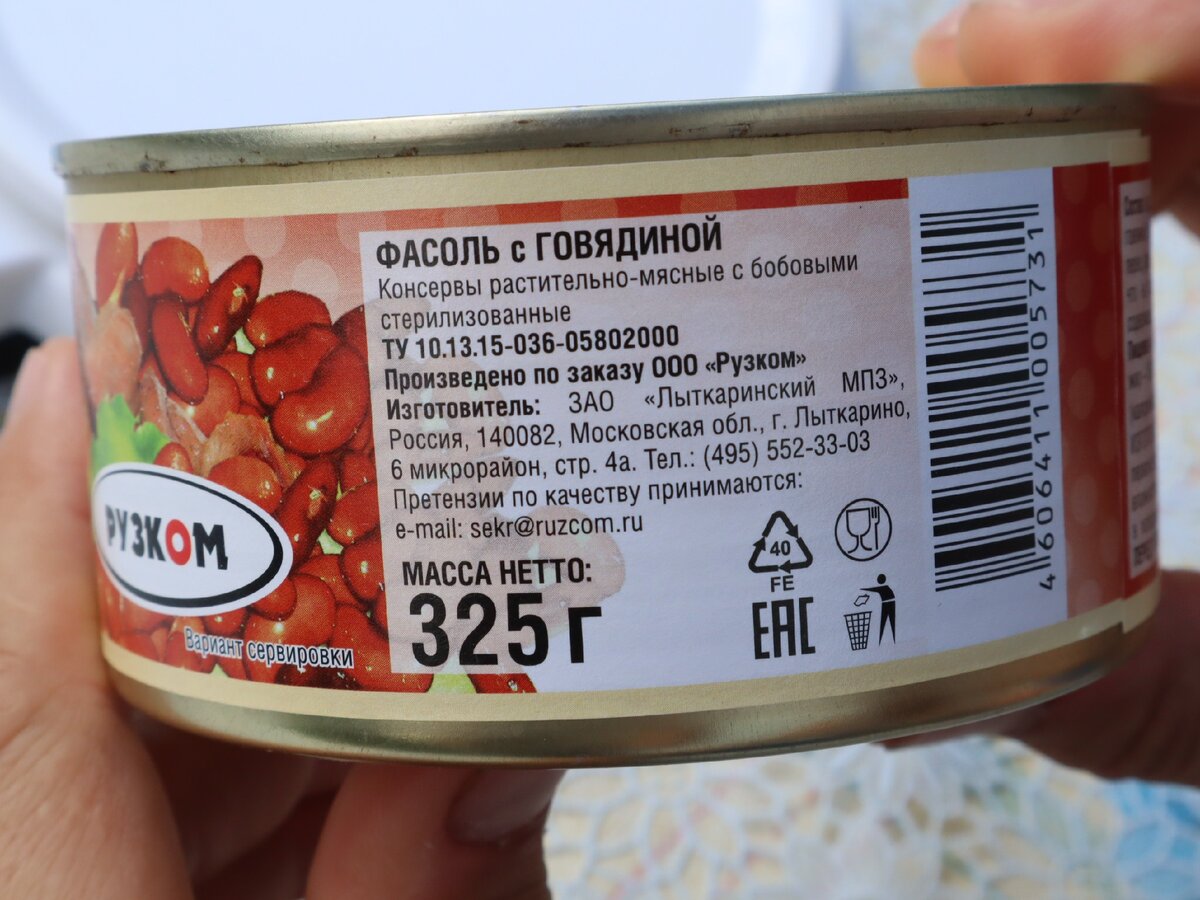 ФАСОЛЬ с ГОВЯДИНОЙ
Консервы растительно-мясные с бобовыми
стерилизованные
ТУ 10.13.15-036-05802000
Произведено по заказу ООО «Рузком»
Изготовитель: ЗАО «Лыткаринский МПЗ»,
Россия, 140082, Московская обл., г. Лыткарино,
6 микрорайон, стр. 4а. Тел.: (495) 552-33-03
Претензии по качеству принимаются:
e-mail: sekr@ruzcom.ru
МАССА НЕТТО:
325 г
РУЗКОМ
Вариант сервировки
40
FE
EAC
4 606411 005731